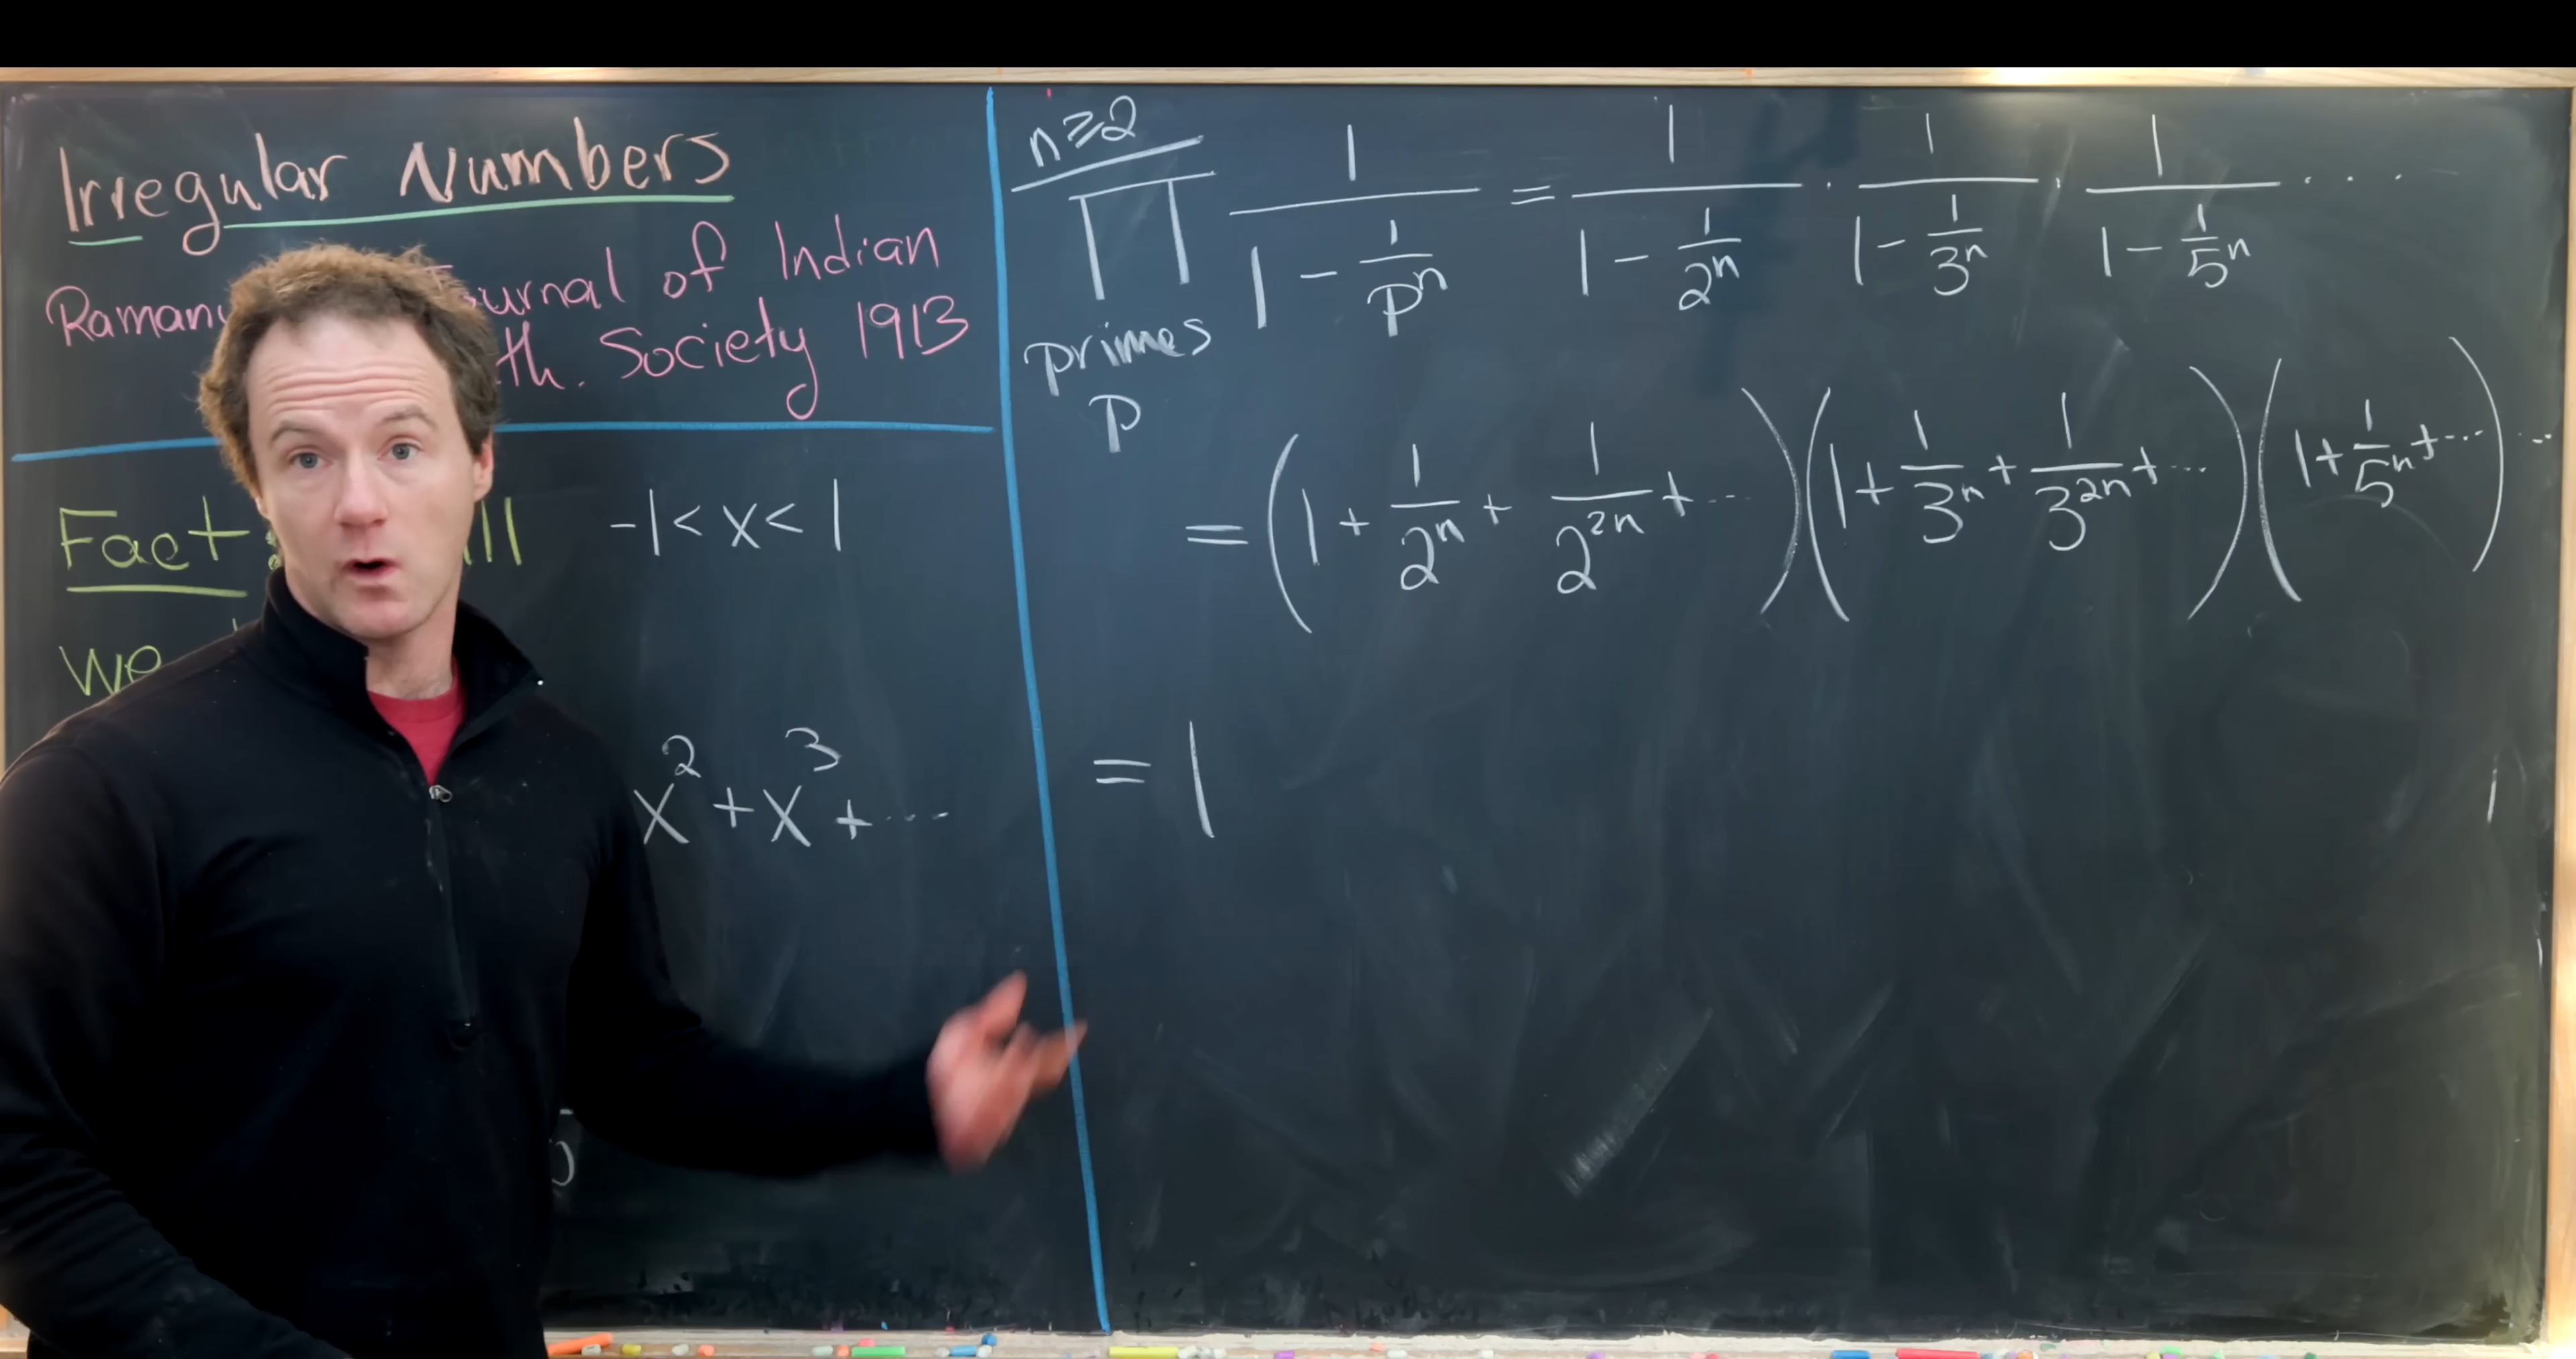 Irregular Numbers
Journal of Indian
Society 1913
Fact
-1 < x < 1
we
x² + x³ + ...
n ≥ 2
∏ 1/(1 - 1/pⁿ) = 1/(1 - 1/2ⁿ) · 1/(1 - 1/3ⁿ) · 1/(1 - 1/5ⁿ) · ...
primes
p
= (1 + 1/2ⁿ + 1/2²ⁿ + ...)(1 + 1/3ⁿ + 1/3²ⁿ + ...)(1 + 1/5ⁿ + ...) ...
= 1